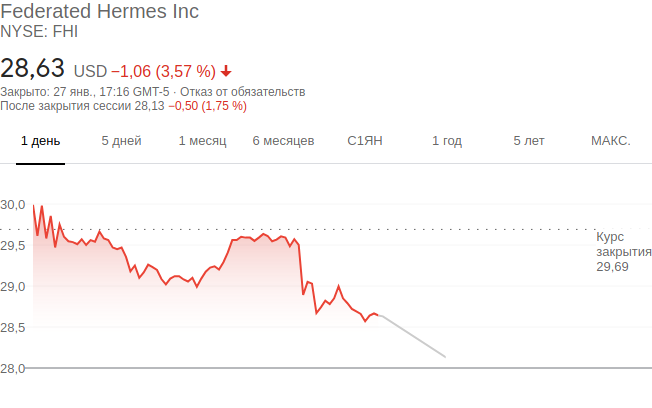 Federated Hermes Inc
NYSE: FHI
28,63 USD −1,06 (3,57 %)
Закрыто: 27 янв., 17:16 GMT-5 · Отказ от обязательств
После закрытия сессии 28,13 −0,50 (1,75 %)
1 день 5 дней 1 месяц 6 месяцев С1ЯН 1 год 5 лет МАКС.
30,0
29,5
29,0
28,5
28,0
Курс
закрытия
29,69